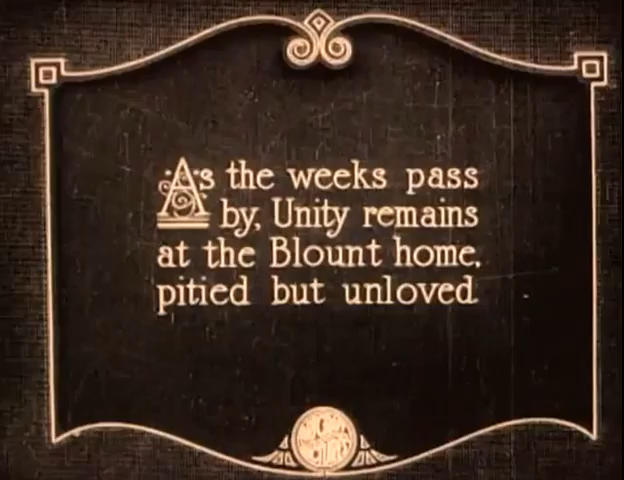 As the weeks pass
by, Unity remains
at the Blount home,
pitied but unloved.